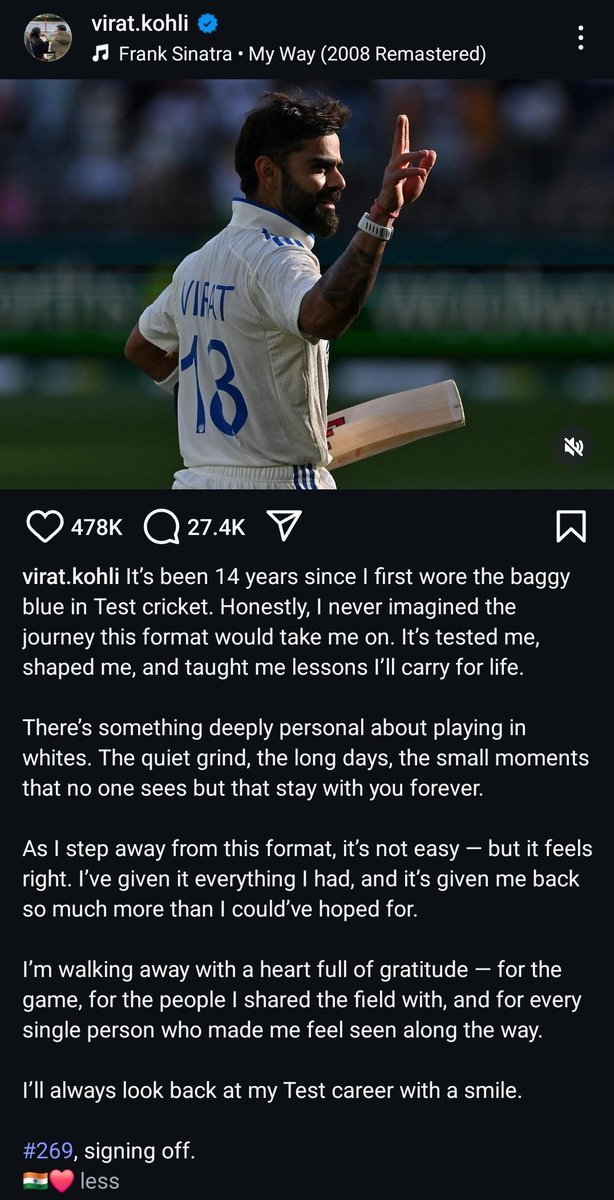 virat.kohli
Frank Sinatra • My Way (2008 Remastered)
VIRAT
18
478K 27.4K
virat.kohli It’s been 14 years since I first wore the baggy
blue in Test cricket. Honestly, I never imagined the
journey this format would take me on. It’s tested me,
shaped me, and taught me lessons I’ll carry for life.
There’s something deeply personal about playing in
whites. The quiet grind, the long days, the small moments
that no one sees but that stay with you forever.
As I step away from this format, it’s not easy — but it feels
right. I’ve given it everything I had, and it’s given me back
so much more than I could’ve hoped for.
I’m walking away with a heart full of gratitude — for the
game, for the people I shared the field with, and for every
single person who made me feel seen along the way.
I’ll always look back at my Test career with a smile.
#269, signing off.
🇮🇳❤️ less